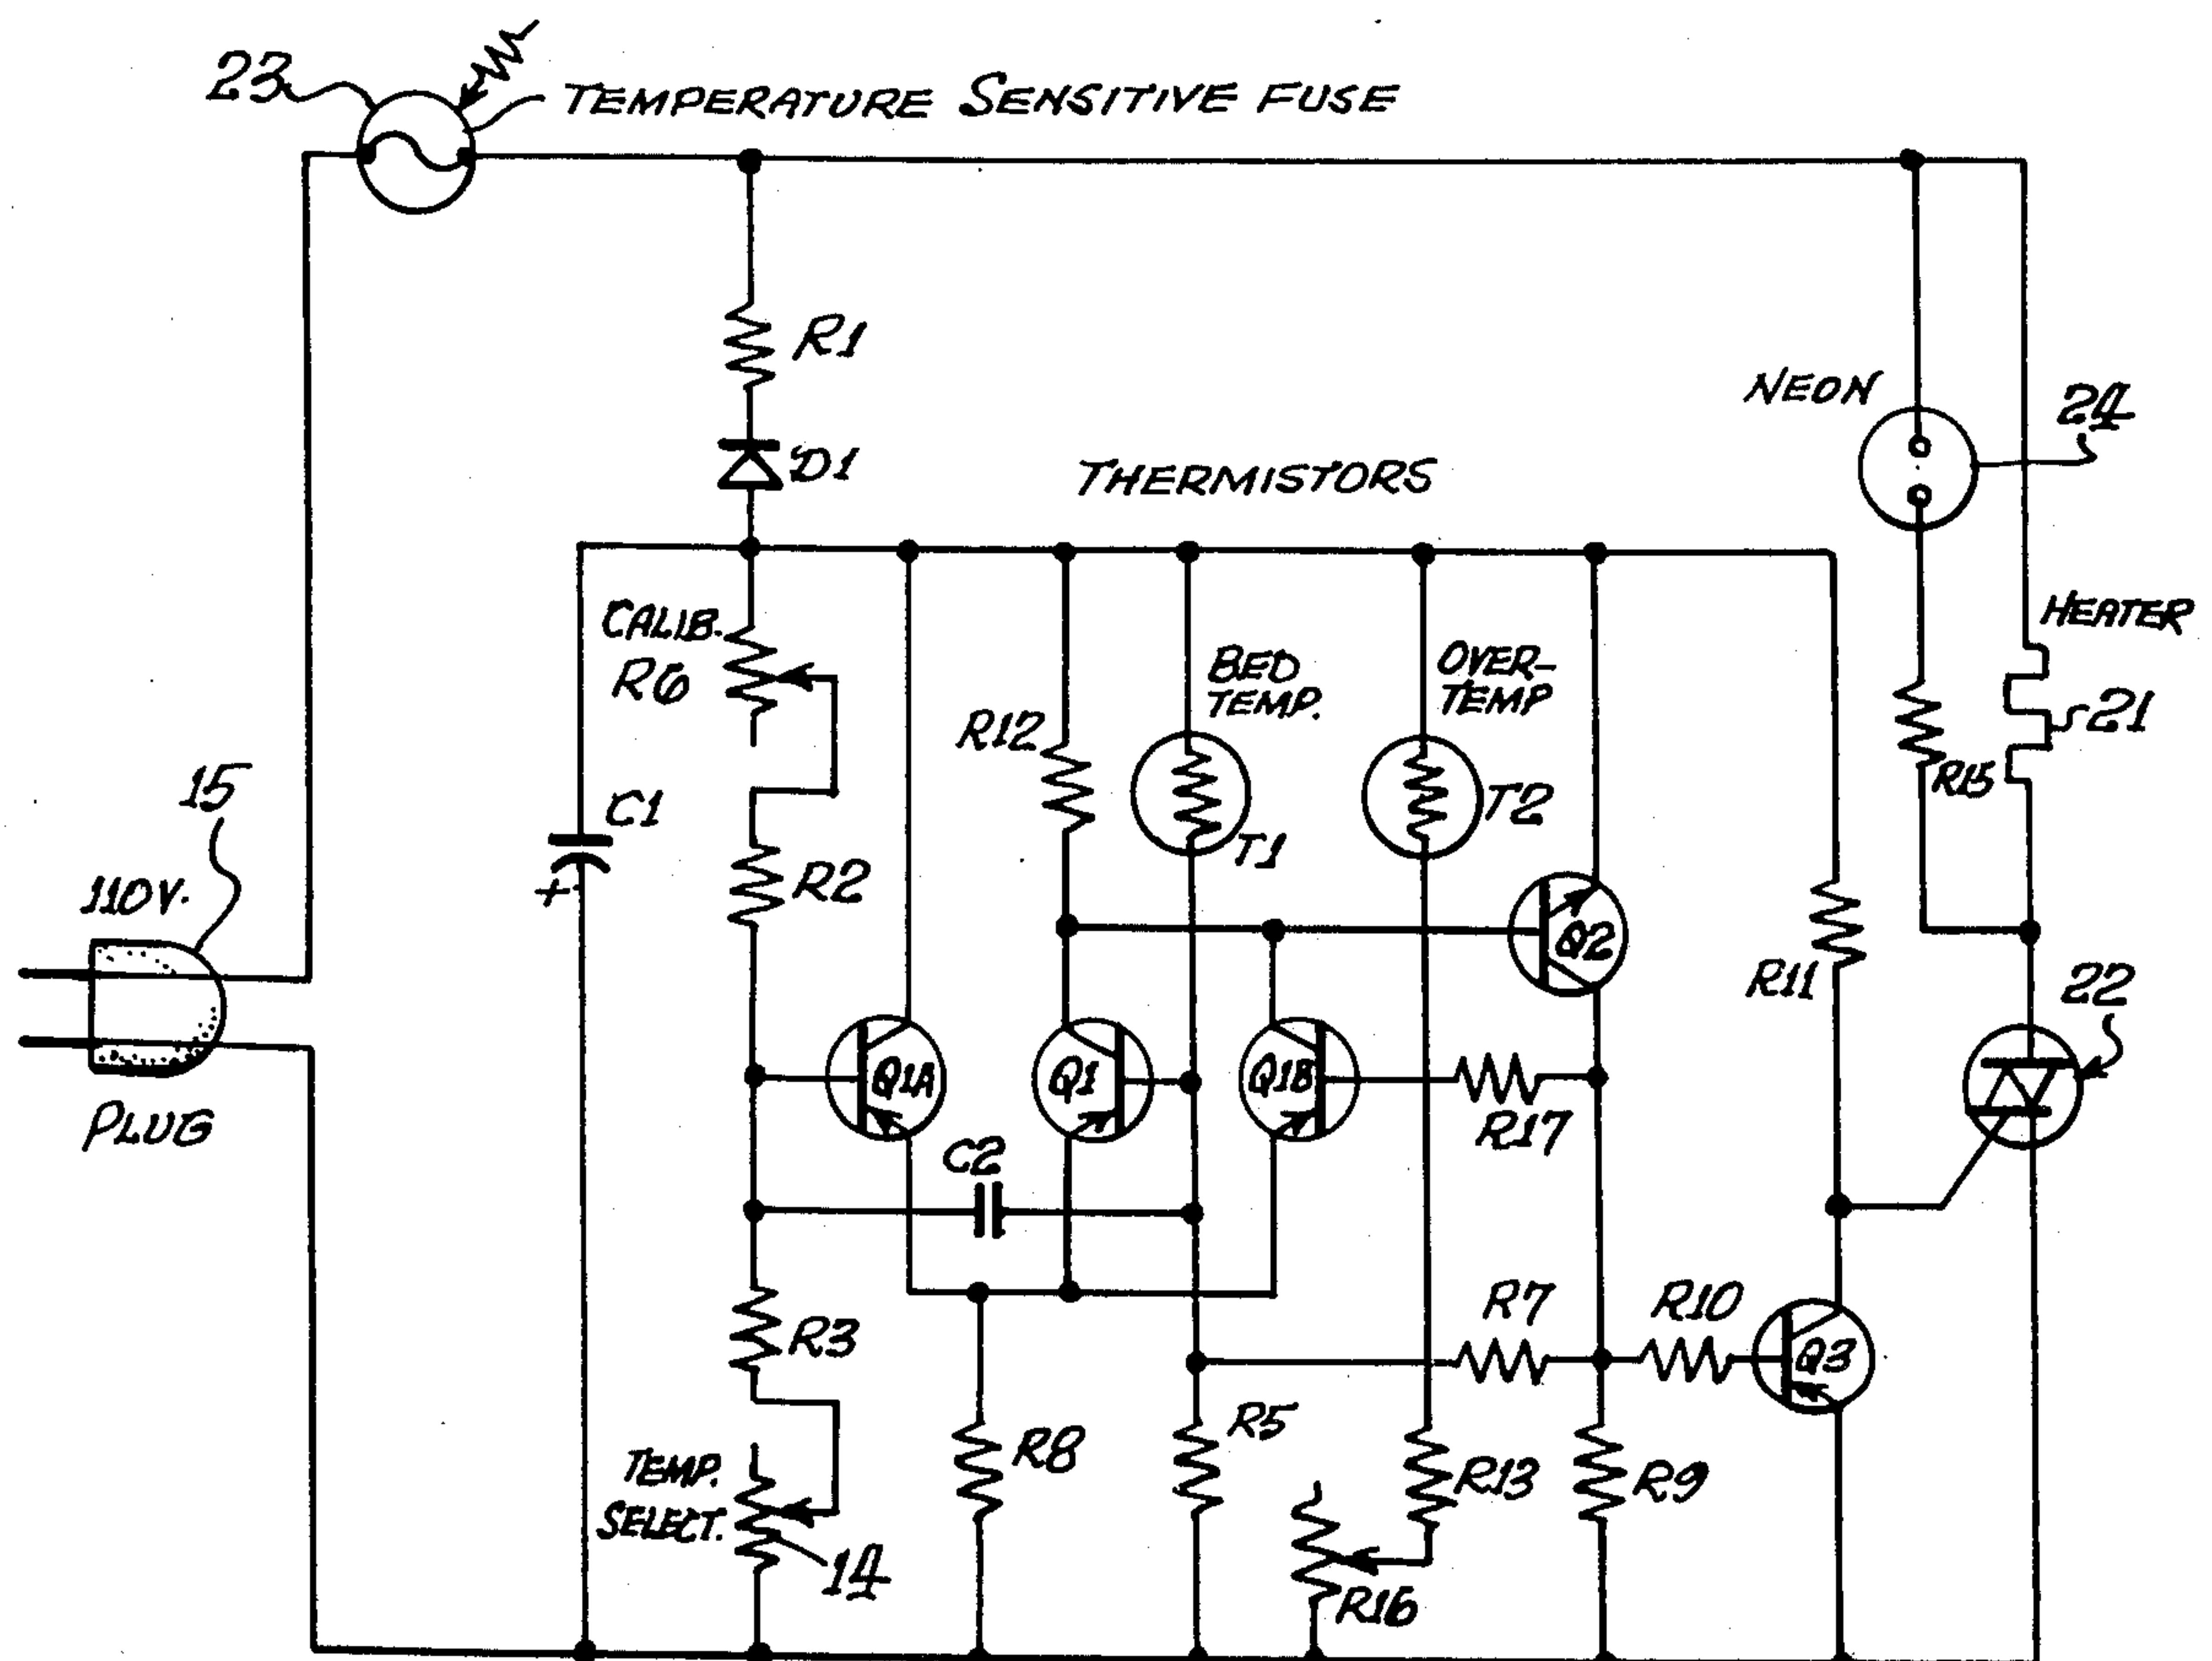 23
TEMPERATURE SENSITIVE FUSE
R1
NEON
24
D1
THERMISTORS
CALIB.
R6
BED
TEMP.
OVER-
TEMP
HEATER
R12
21
15
C1
T1
T2
R15
110V.
R2
Q2
R11
22
PLUG
Q1A
Q1
Q1B
R17
C2
R3
R7
R10
Q3
TEMP.
SELECT.
R8
R5
R13
R9
14
R16
+